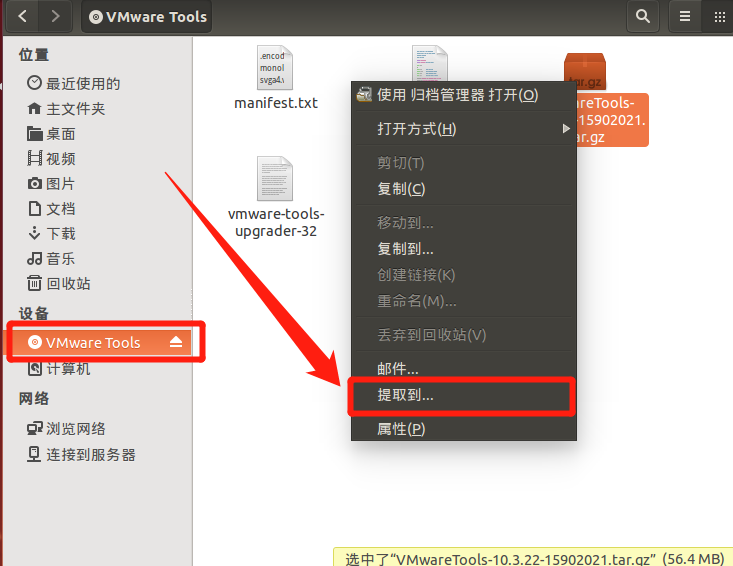 VMware Tools
位置
最近使用的
主文件夹
桌面
视频
图片
文档
下载
音乐
回收站
设备
VMware Tools
计算机
网络
浏览网络
连接到服务器
.encod
monol
svga4.v
manifest.txt
vmware-tools-
upgrader-32
tar.gz
areTools-
-15902021.
ar.gz
使用 归档管理器 打开(O)
打开方式(H)
剪切(T)
复制(C)
移动到...
复制到...
创建链接(K)
重命名(M)...
丢弃到回收站(V)
邮件...
提取到...
属性(P)
选中了“VMwareTools-10.3.22-15902021.tar.gz” (56.4 MB)